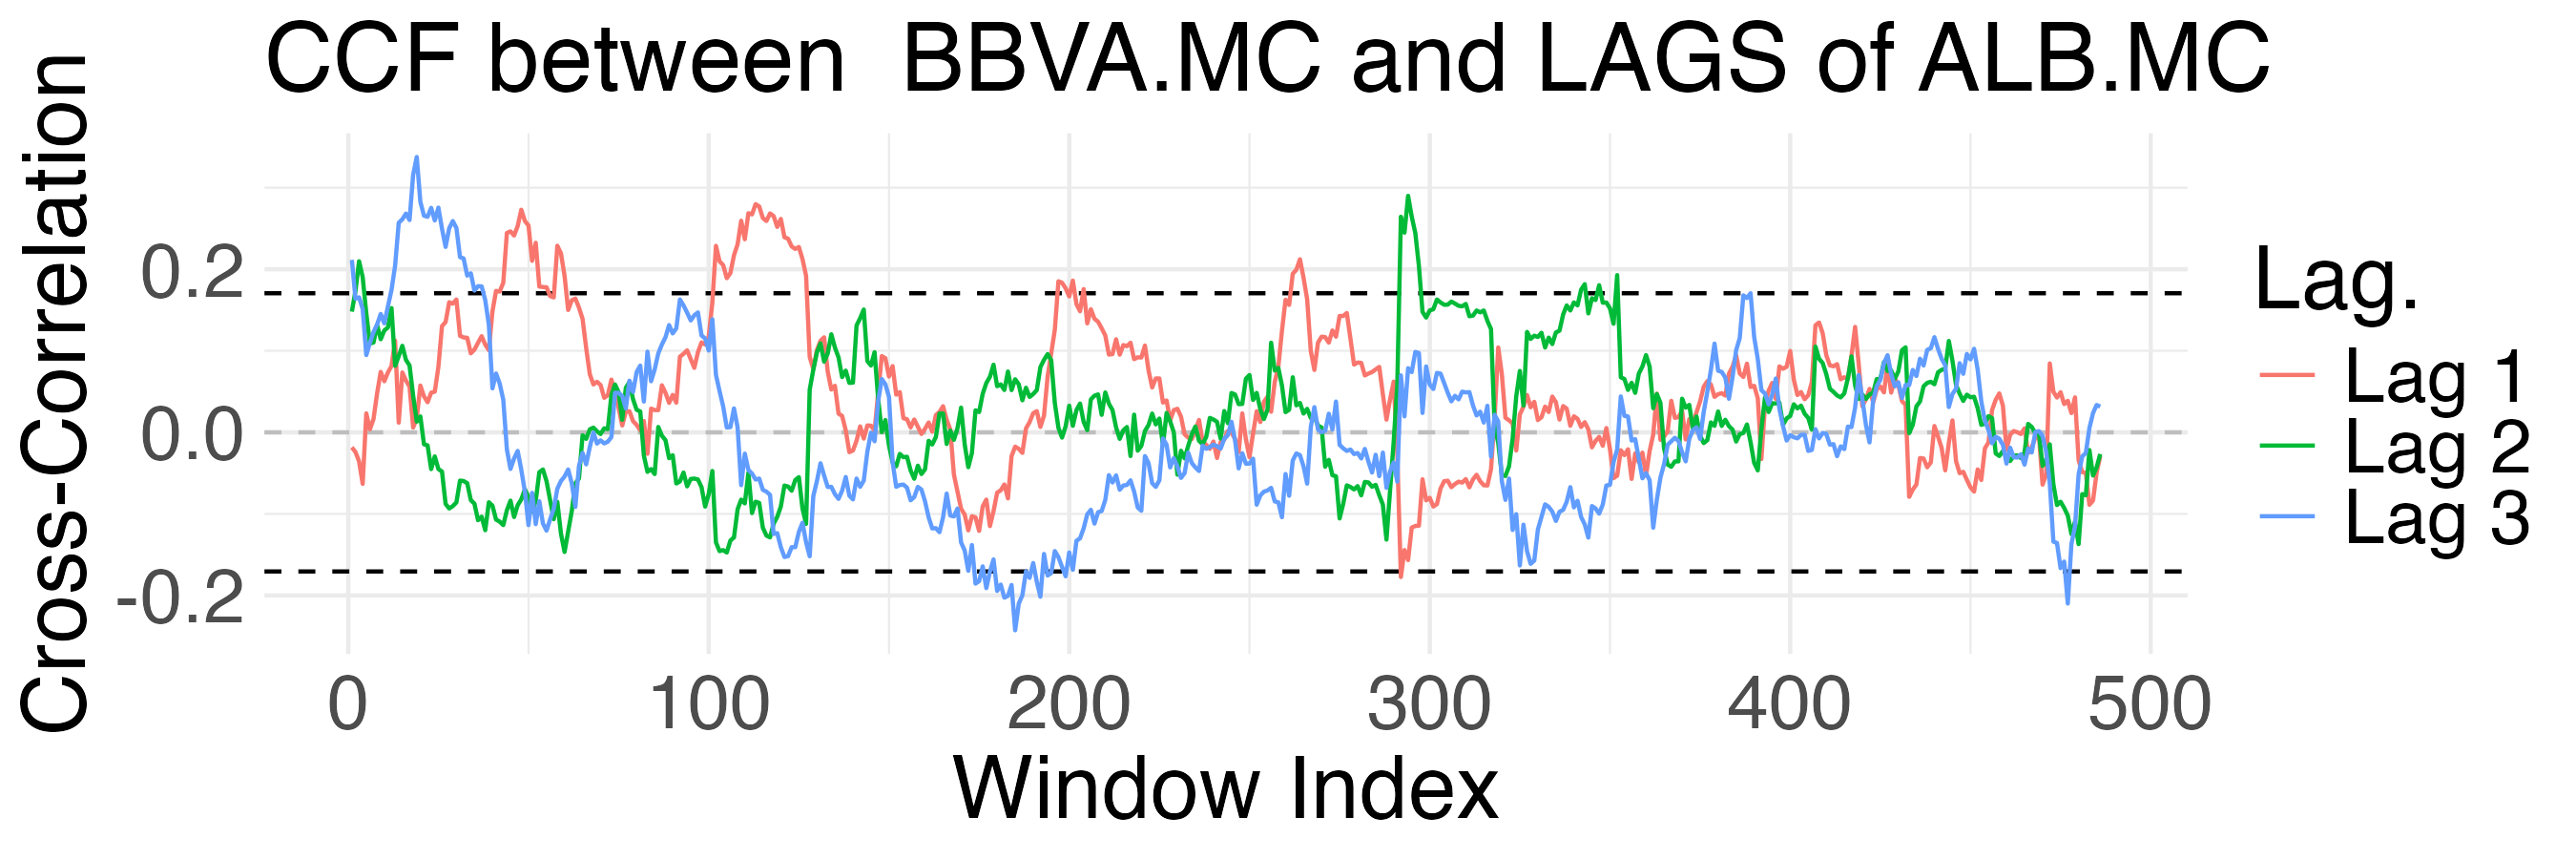 CCF between  BBVA.MC and LAGS of ALB.MC
Cross-Correlation
0.2
0.0
-0.2
0 100 200 300 400 500
Window Index
Lag.
Lag 1
Lag 2
Lag 3